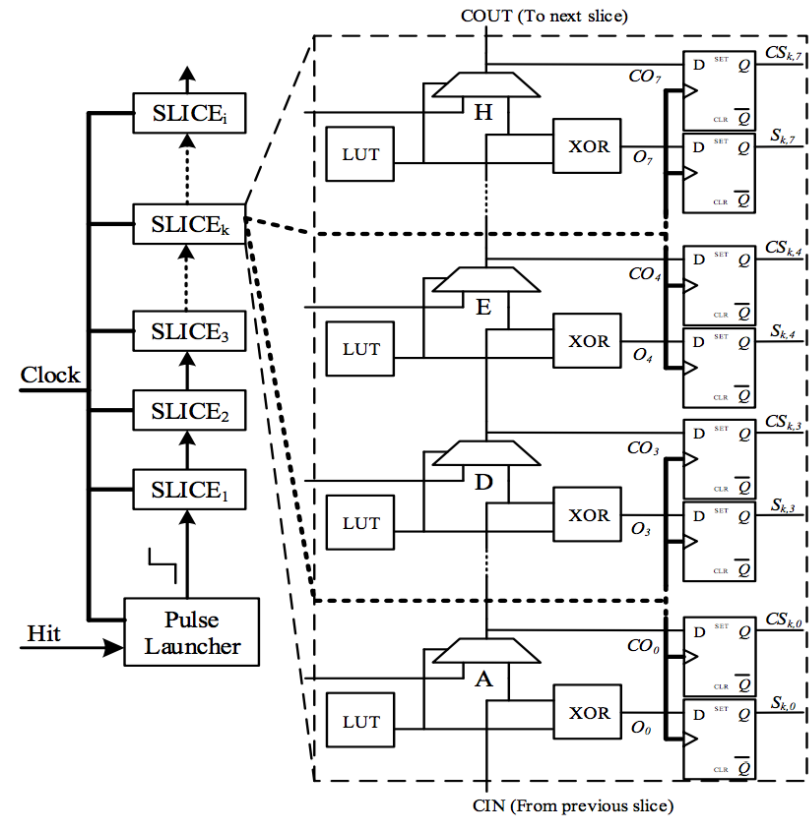 COUT (To next slice)
SLICEi
SLICEk
SLICE3
Clock
SLICE2
SLICE1
Hit
Pulse
Launcher
H
LUT
XOR
CO7
O7
D SET Q
CLR Q
CSk,7
D SET Q
CLR Q
Sk,7
E
LUT
XOR
CO4
O4
D SET Q
CLR Q
CSk,4
D SET Q
CLR Q
Sk,4
D
LUT
XOR
CO3
O3
D SET Q
CLR Q
CSk,3
D SET Q
CLR Q
Sk,3
A
LUT
XOR
CO0
O0
D SET Q
CLR Q
CSk,0
D SET Q
CLR Q
Sk,0
CIN (From previous slice)